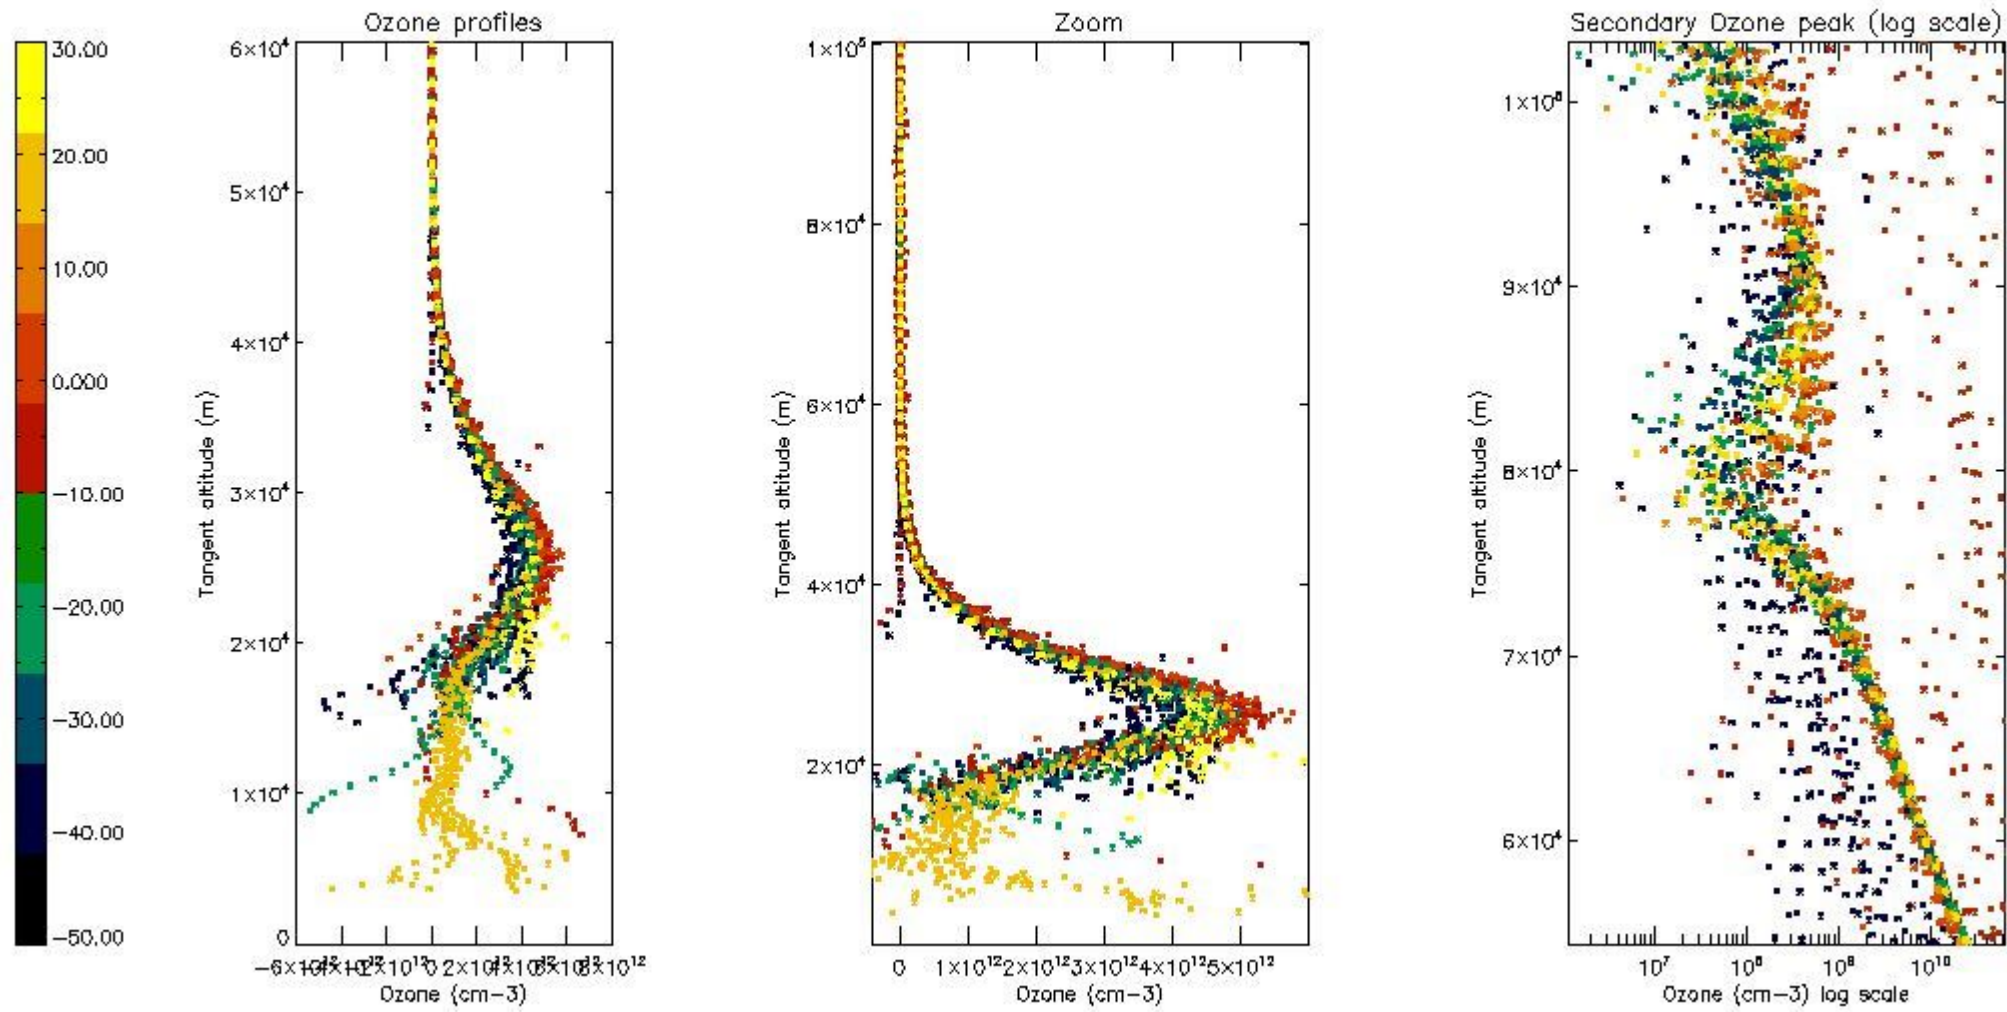 Ozone profiles
Zoom
Secondary Ozone peak (log scale)
30.00
20.00
10.00
0.000
−10.00
−20.00
−30.00
−40.00
−50.00
6×10⁴
5×10⁴
4×10⁴
3×10⁴
2×10⁴
1×10⁴
0
Tangent altitude (m)
0
Ozone (cm−3)
1×10⁵
8×10⁴
6×10⁴
4×10⁴
2×10⁴
Tangent altitude (m)
0 1×10¹² 2×10¹² 3×10¹² 4×10¹² 5×10¹²
Ozone (cm−3)
9×10⁴
8×10⁴
7×10⁴
6×10⁴
Tangent altitude (m)
10⁷ 10⁸ 10⁹ 10¹⁰
Ozone (cm−3) log scale